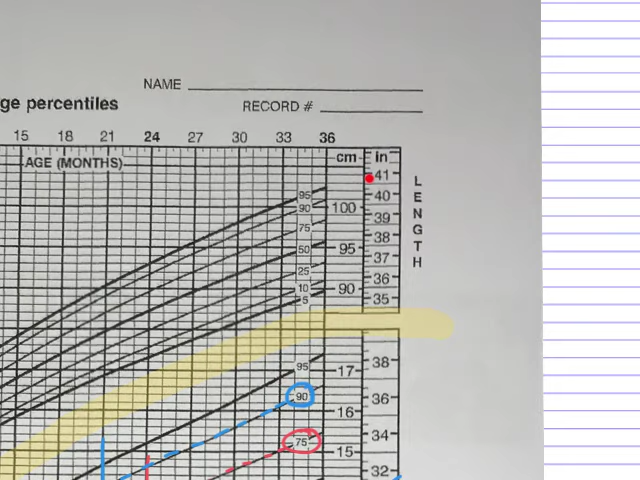 NAME
ge percentiles
RECORD #
15 18 21 24 27 30 33 36
AGE (MONTHS)
cm in
41
95
40
90
100
39
75
38
50
95
37
25
36
10
90
35
5
L
E
N
G
T
H
95
38
17
90
36
16
34
75
15
32